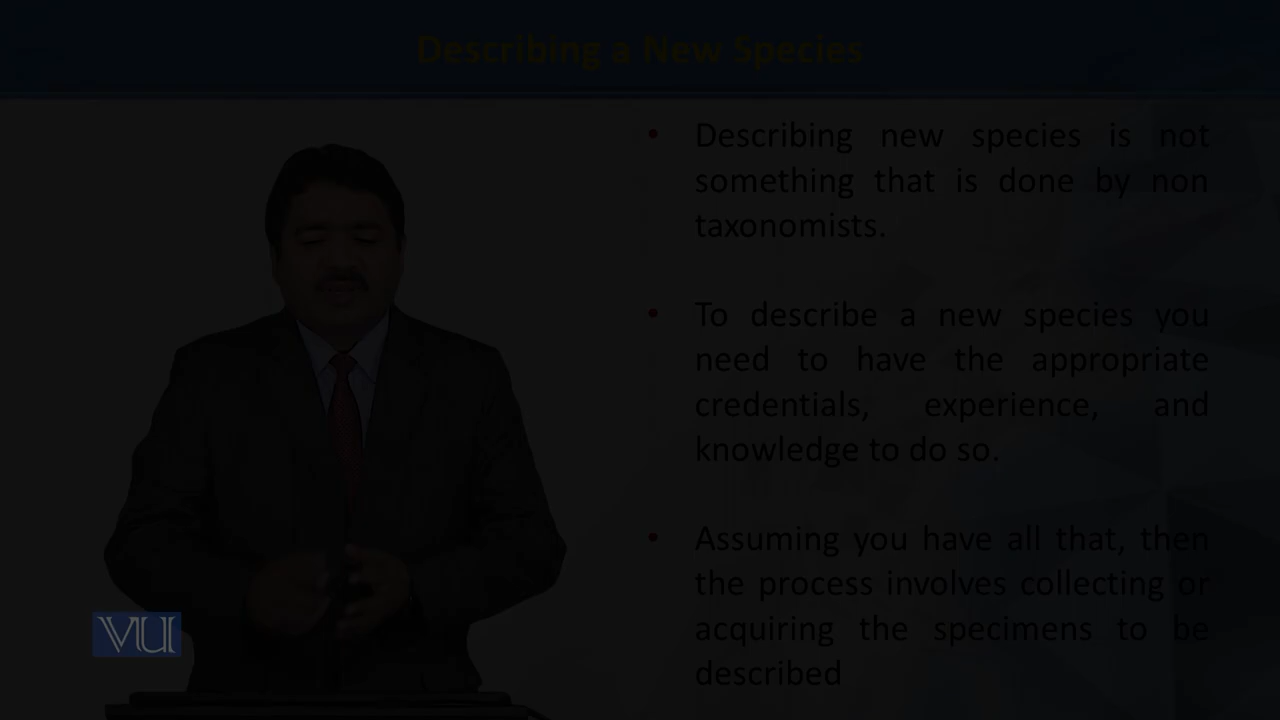 Describing a New Species
• Describing new species is not
something that is done by non
taxonomists.
• To describe a new species you
need to have the appropriate
credentials, experience, and
knowledge to do so.
• Assuming you have all that, then
the process involves collecting or
acquiring the specimens to be
described
VU